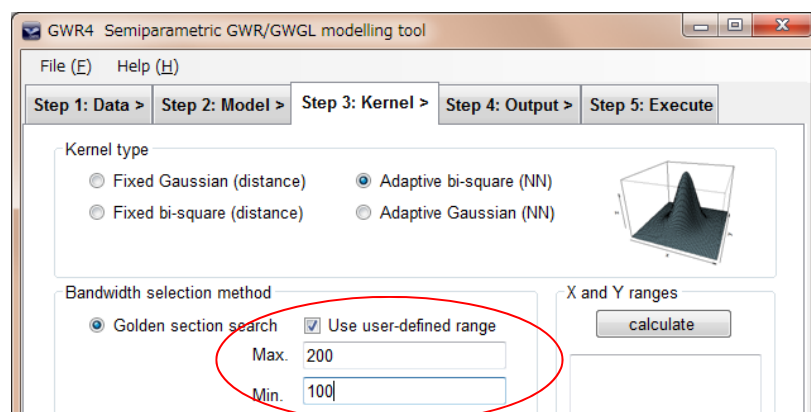 GWR4 Semiparametric GWR/GWGL modelling tool
File (F) Help (H)
Step 1: Data > Step 2: Model > Step 3: Kernel > Step 4: Output > Step 5: Execute
Kernel type
Fixed Gaussian (distance) Adaptive bi-square (NN)
Fixed bi-square (distance) Adaptive Gaussian (NN)
Bandwidth selection method X and Y ranges
Golden section search Use user-defined range calculate
Max. 200
Min. 100